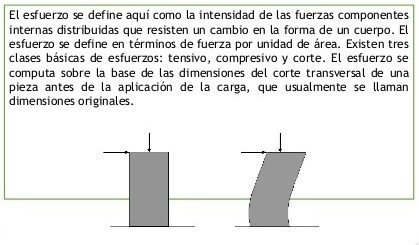 El esfuerzo se define aquí como la intensidad de las fuerzas componentes
internas distribuidas que resisten un cambio en la forma de un cuerpo. El
esfuerzo se define en términos de fuerza por unidad de área. Existen tres
clases básicas de esfuerzos: tensivo, compresivo y corte. El esfuerzo se
computa sobre la base de las dimensiones del corte transversal de una
pieza antes de la aplicación de la carga, que usualmente se llaman
dimensiones originales.